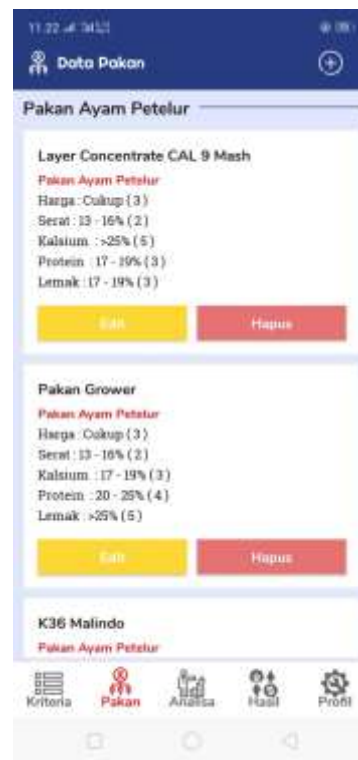 11.22
Data Pakan
Pakan Ayam Petelur
Layer Concentrate CAL 9 Mash
Pakan Ayam Petelur
Harga : Cukup ( 3 )
Serat : 13 - 16% ( 2 )
Kalsium : >25% ( 5 )
Protein : 17 - 19% ( 3 )
Lemak : 17 - 19% ( 3 )
Edit Hapus
Pakan Grower
Pakan Ayam Petelur
Harga : Cukup ( 3 )
Serat : 13 - 16% ( 2 )
Kalsium : 17 - 19% ( 3 )
Protein : 20 - 25% ( 4 )
Lemak : >25% ( 5 )
Edit Hapus
K36 Malindo
Pakan Ayam Petelur
Kriteria Pakan Analisa Hasil Profil